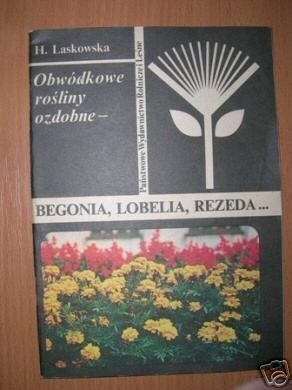 H. Laskowska
Obwódkowe
rośliny
ozdobne –
Państwowe Wydawnictwo Rolnicze i Leśne
BEGONIA, LOBELIA, REZEDA...